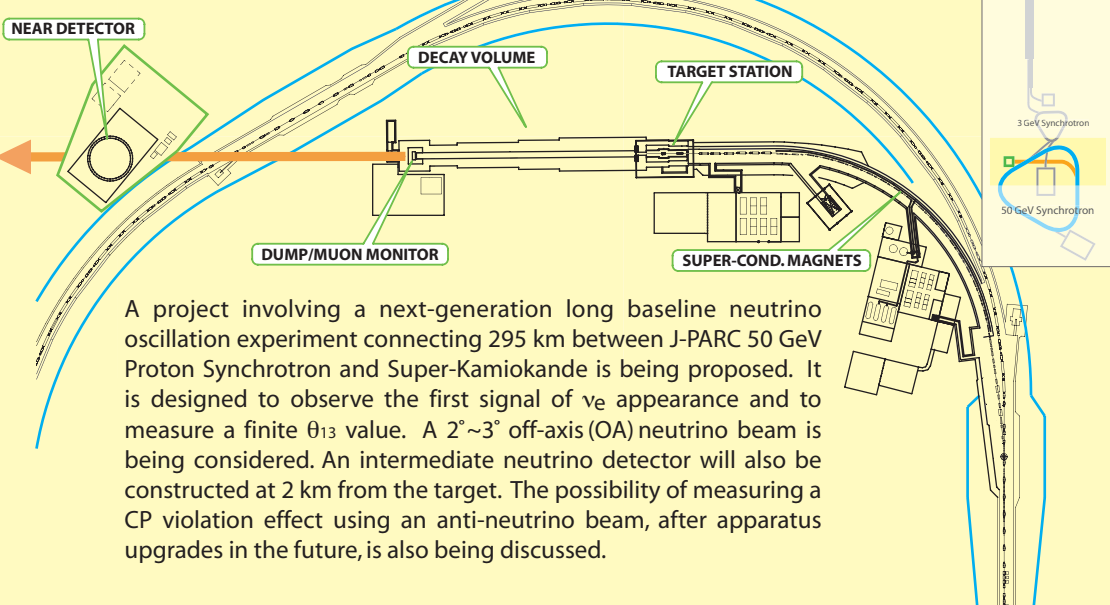 NEAR DETECTOR
DECAY VOLUME
TARGET STATION
3 GeV Synchrotron
50 GeV Synchrotron
DUMP/MUON MONITOR
SUPER-COND. MAGNETS
A project involving a next-generation long baseline neutrino
oscillation experiment connecting 295 km between J-PARC 50 GeV
Proton Synchrotron and Super-Kamiokande is being proposed. It
is designed to observe the first signal of νe appearance and to
measure a finite θ13 value. A 2˚~3˚ off-axis (OA) neutrino beam is
being considered. An intermediate neutrino detector will also be
constructed at 2 km from the target. The possibility of measuring a
CP violation effect using an anti-neutrino beam, after apparatus
upgrades in the future, is also being discussed.